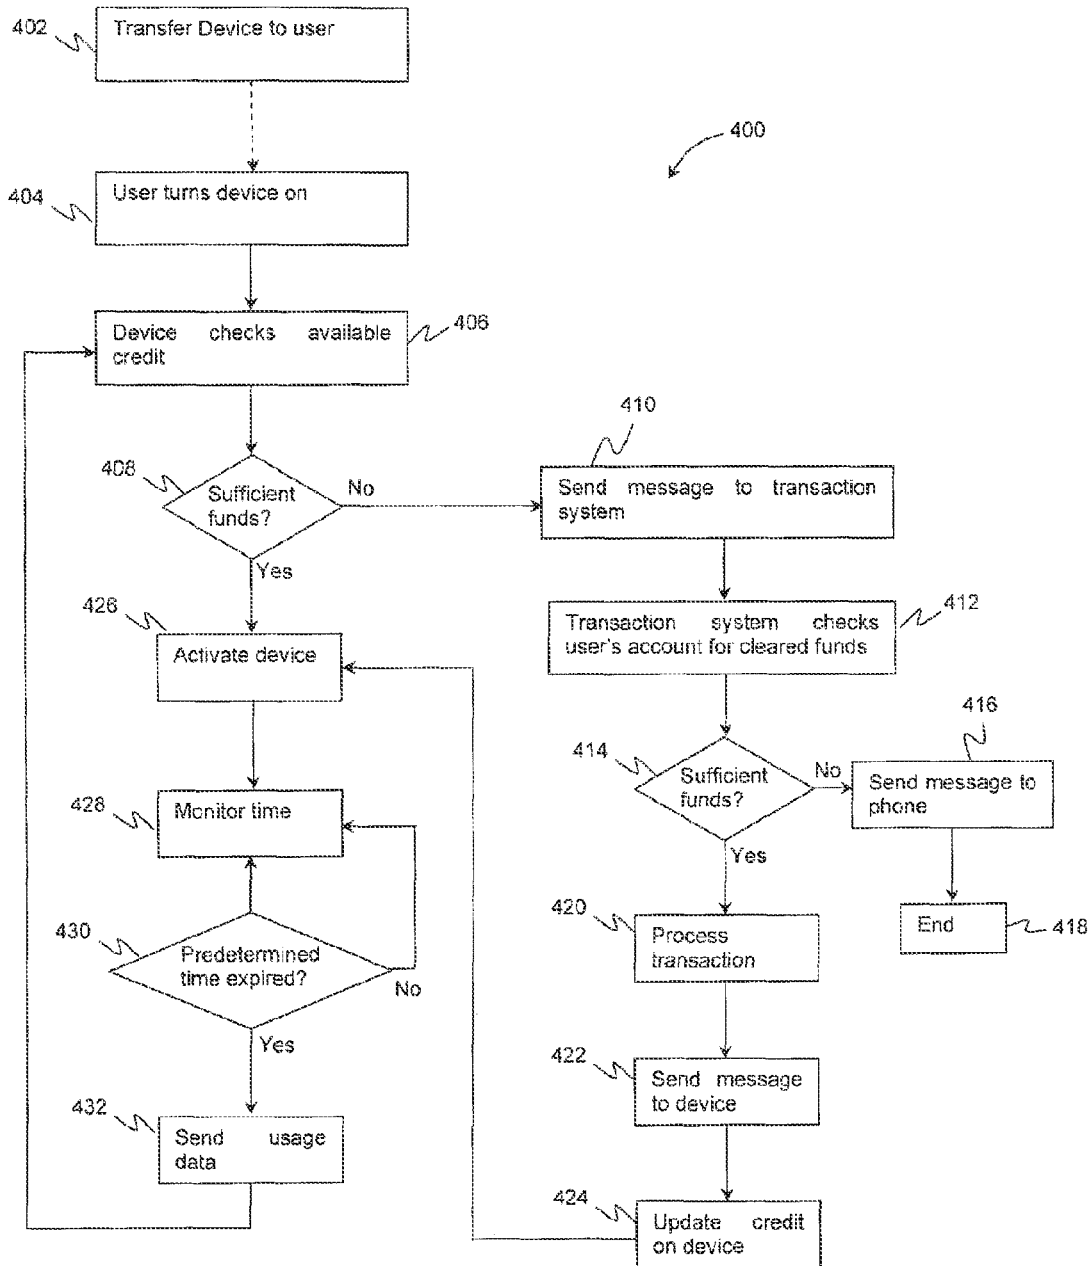 402
Transfer Device to user
400
404
User turns device on
406
Device checks available
credit
408
Sufficient
funds?
No
Yes
410
Send message to transaction
system
412
Transaction system checks
user's account for cleared funds
414
Sufficient
funds?
No
Yes
416
Send message to
phone
End
418
420
Process
transaction
422
Send message
to device
424
Update credit
on device
426
Activate device
428
Monitor time
430
Predetermined
time expired?
No
Yes
432
Send usage
data